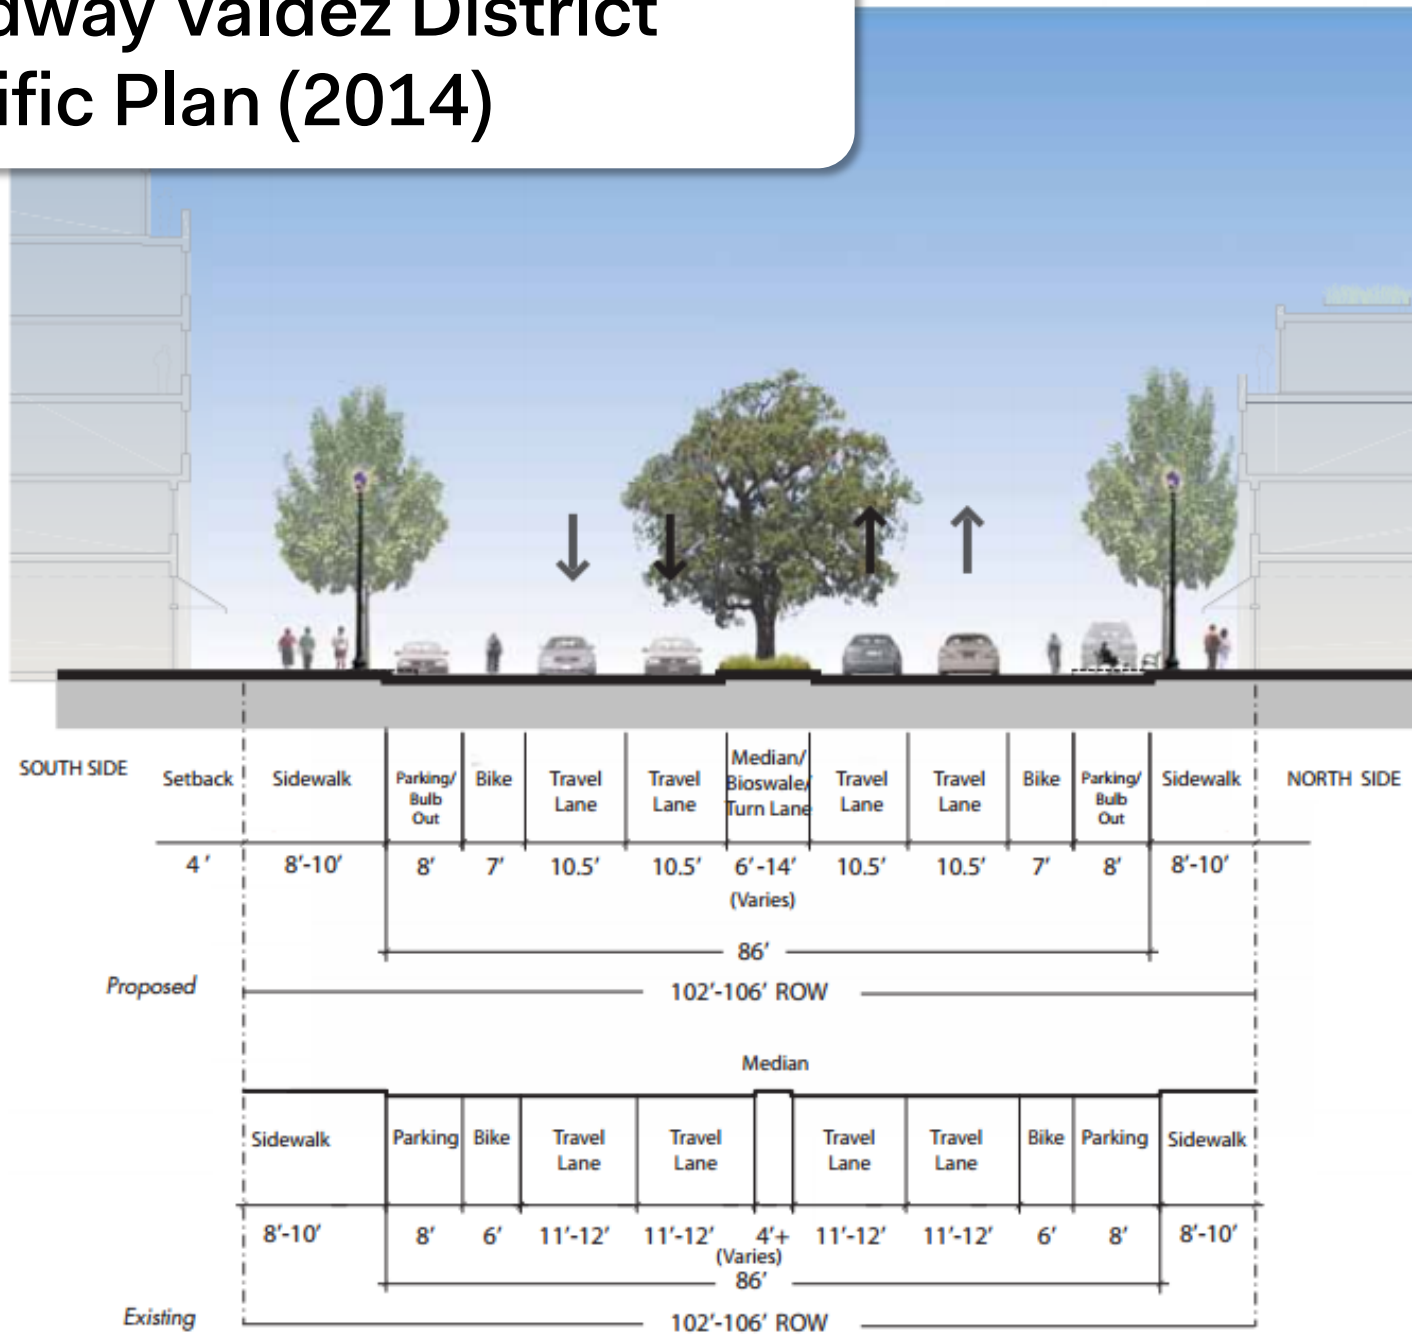 dway Valdez District
ific Plan (2014)
SOUTH SIDE
Setback
Sidewalk
Parking/
Bulb
Out
Bike
Travel
Lane
Travel
Lane
Median/
Bioswale/
Turn Lane
Travel
Lane
Travel
Lane
Bike
Parking/
Bulb
Out
Sidewalk
NORTH SIDE
4' 8'-10' 8' 7' 10.5' 10.5' 6'-14' 10.5' 10.5' 7' 8' 8'-10'
(Varies)
86'
Proposed
102'-106' ROW
Median
Sidewalk
Parking
Bike
Travel
Lane
Travel
Lane
Travel
Lane
Travel
Lane
Bike
Parking
Sidewalk
8'-10' 8' 6' 11'-12' 11'-12' 4'+ 11'-12' 11'-12' 6' 8' 8'-10'
(Varies)
86'
Existing
102'-106' ROW